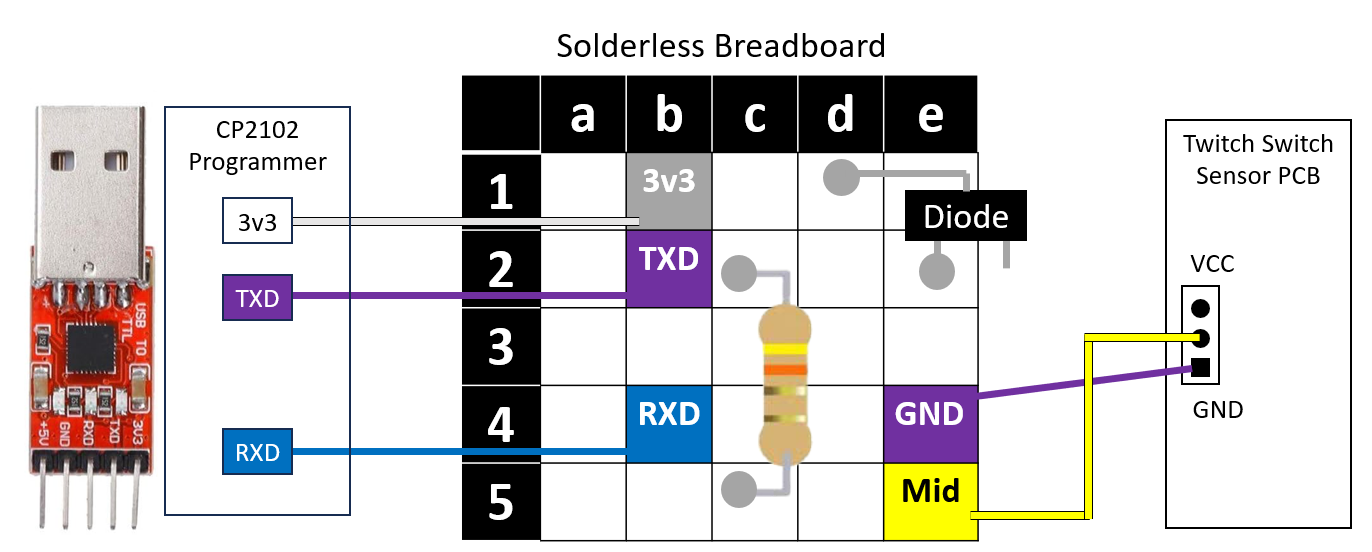 Solderless Breadboard
CP2102
Programmer
3v3
TXD
RXD
USB TO
TTL
+5V
GND
RXD
TXD
3V3
a
b
c
d
e
1
3v3
Diode
2
TXD
3
4
RXD
GND
5
Mid
Twitch Switch
Sensor PCB
VCC
GND